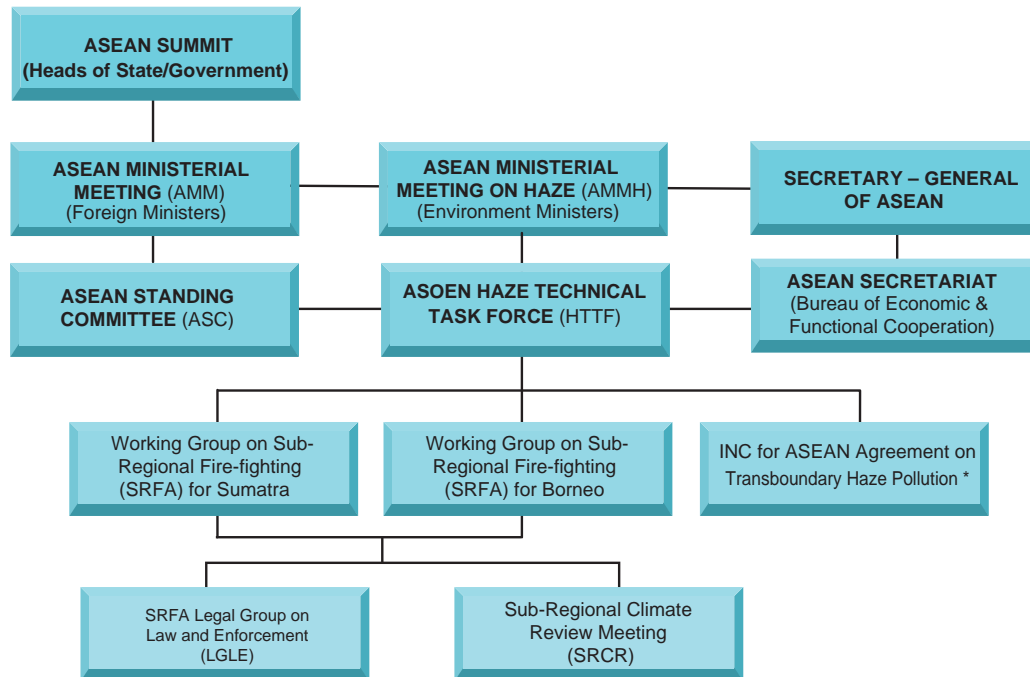 ASEAN SUMMIT
(Heads of State/Government)
ASEAN MINISTERIAL
MEETING (AMM)
(Foreign Ministers)
ASEAN MINISTERIAL
MEETING ON HAZE (AMMH)
(Environment Ministers)
SECRETARY – GENERAL
OF ASEAN
ASEAN STANDING
COMMITTEE (ASC)
ASOEN HAZE TECHNICAL
TASK FORCE (HTTF)
ASEAN SECRETARIAT
(Bureau of Economic &
Functional Cooperation)
Working Group on Sub-
Regional Fire-fighting
(SRFA) for Sumatra
Working Group on Sub-
Regional Fire-fighting
(SRFA) for Borneo
INC for ASEAN Agreement on
Transboundary Haze Pollution *
SRFA Legal Group on
Law and Enforcement
(LGLE)
Sub-Regional Climate
Review Meeting
(SRCR)